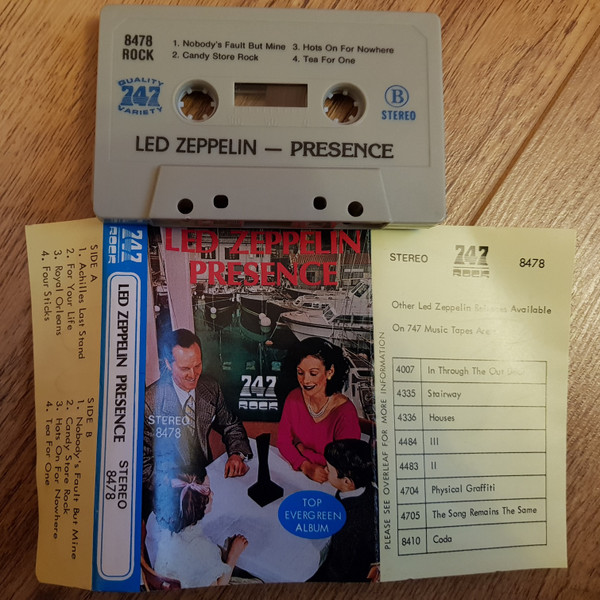 8478
ROCK
1. Nobody's Fault But Mine
2. Candy Store Rock
3. Hots On For Nowhere
4. Tea For One
QUALITY
747
VARIETY
B
STEREO
LED ZEPPELIN — PRESENCE
SIDE A
1. Achilles Last Stand
2. For Your Life
3. Royal Orleans
4. Four Sticks
SIDE B
1. Nobody's Fault But Mine
2. Candy Store Rock
3. Hots On For Nowhere
4. Tea For One
747
ROCK
LED ZEPPELIN PRESENCE
STEREO
8478
LED ZEPPELIN
PRESENCE
747
ROCK
STEREO
8478
TOP
EVERGREEN
ALBUM
STEREO
747
ROCK
8478
Other Led Zeppelin Releases Available
On 747 Music Tapes Are
PLEASE SEE OVERLEAF FOR MORE INFORMATION
4007 In Through The Out
4335 Stairway
4336 Houses
4484 III
4483 II
4704 Physical Graffiti
4705 The Song Remains The Same
8410 Coda